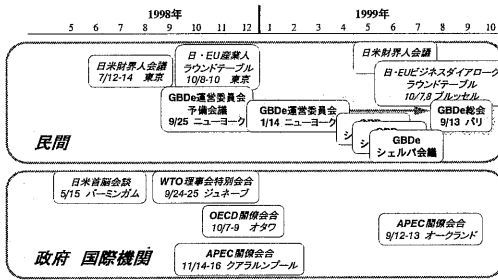 1998年 1999年
5 6 7 8 9 10 11 12 1 2 3 4 5 6 7 8 9 10
日米財界人会議
7/12-14 東京
日・EU産業人
ラウンドテーブル
10/8-10 東京
日米財界人会議
日・EUビジネスダイアローグ
ラウンドテーブル
10/7,8 ブルッセル
GBDe運営委員会
予備会議
9/25 ニューヨーク
GBDe運営委員会
1/14 ニューヨーク
GBDe総会
9/13 パリ
GBDe
シェルパ会議
民間
日米首脳会談
5/15 バーミンガム
WTO理事会特別会合
9/24-25 ジュネーブ
OECD閣僚会合
10/7-9 オタワ
APEC閣僚会合
9/12-13 オークランド
APEC閣僚会合
11/14-16 クアラルンプール
政府 国際機関